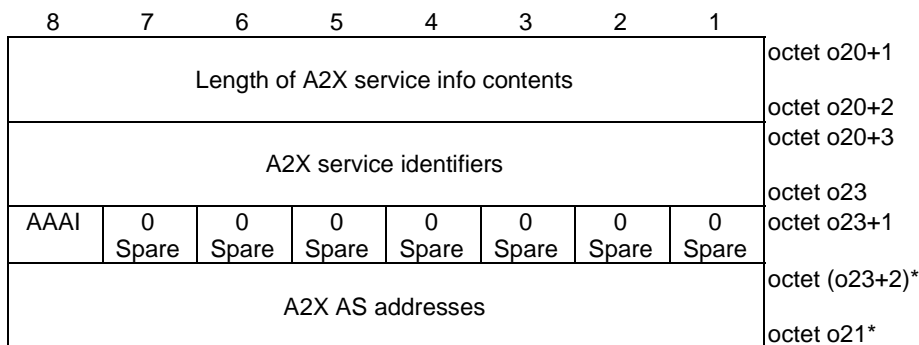 8 7 6 5 4 3 2 1
octet o20+1
Length of A2X service info contents
octet o20+2
octet o20+3
A2X service identifiers
octet o23
AAAI 0 0 0 0 0 0 0 octet o23+1
Spare Spare Spare Spare Spare Spare Spare
octet (o23+2)*
A2X AS addresses
octet o21*